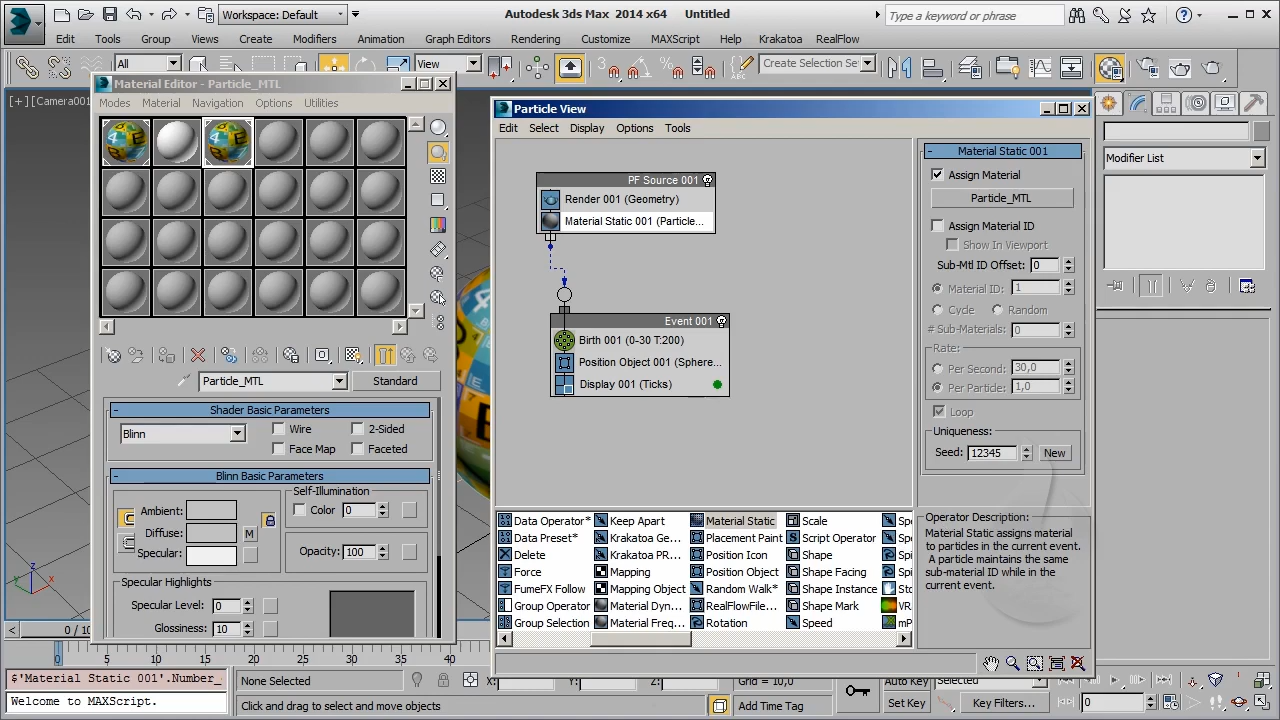 Workspace: Default
Autodesk 3ds Max 2014 x64 Untitled
Type a keyword or phrase
Edit Tools Group Views Create Modifiers Animation Graph Editors Rendering Customize MAXScript Help Krakatoa RealFlow
All
View
3
Create Selection Se
[+][Camera001
Material Editor - Particle_MTL
Modes Material Navigation Options Utilities
Particle_MTL
Standard
Shader Basic Parameters
Blinn
Wire
2-Sided
Face Map
Faceted
Blinn Basic Parameters
Self-Illumination
Ambient:
Color 0
Diffuse:
M
Specular:
Opacity: 100
Specular Highlights
Specular Level: 0
Glossiness: 10
Particle View
Edit Select Display Options Tools
PF Source 001
Render 001 (Geometry)
Material Static 001 (Particle...
Event 001
Birth 001 (0-30 T:200)
Position Object 001 (Sphere...
Display 001 (Ticks)
Material Static 001
Assign Material
Particle_MTL
Assign Material ID
Show In Viewport
Sub-Mtl ID Offset: 0
Material ID: 1
Cycle
Random
# Sub-Materials: 0
Rate:
Per Second: 30,0
Per Particle: 1,0
Loop
Uniqueness:
Seed: 12345 New
Data Operator* Keep Apart Material Static Scale
Data Preset* Krakatoa Ge... Placement Paint Script Operator
Delete Krakatoa PR... Position Icon Shape
Force Mapping Position Object Shape Facing
FumeFX Follow Mapping Object Random Walk* Shape Instance
Group Operator Material Dyn... RealFlowFile... Shape Mark
Group Selection Material Freq... Rotation Speed
Operator Description:
Material Static assigns material
to particles in the current event.
A particle maintains the same
sub-material ID while in the
current event.
Modifier List
z
y
x
0 / 10
0 5 10 15 20 25 30 35 40
$'Material Static 001'.Number_
Welcome to MAXScript.
None Selected
Click and drag to select and move objects
X:
Y:
Z:
Grid = 10,0
Add Time Tag
Auto Key
Selected
Set Key
Key Filters...
0